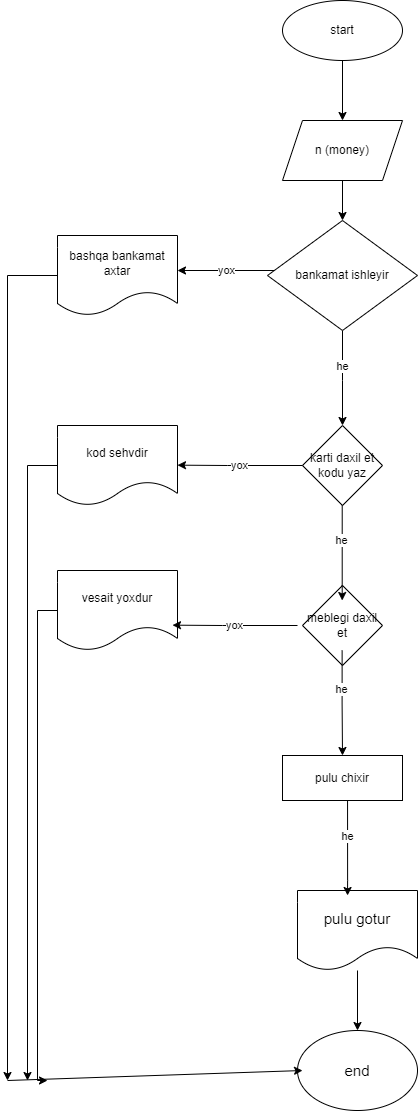 start
n (money)
bankamat ishleyir
yox
bashqa bankamat
axtar
he
karti daxil et
kodu yaz
yox
kod sehvdir
he
meblegi daxil
et
yox
vesait yoxdur
he
pulu chixir
he
pulu gotur
end